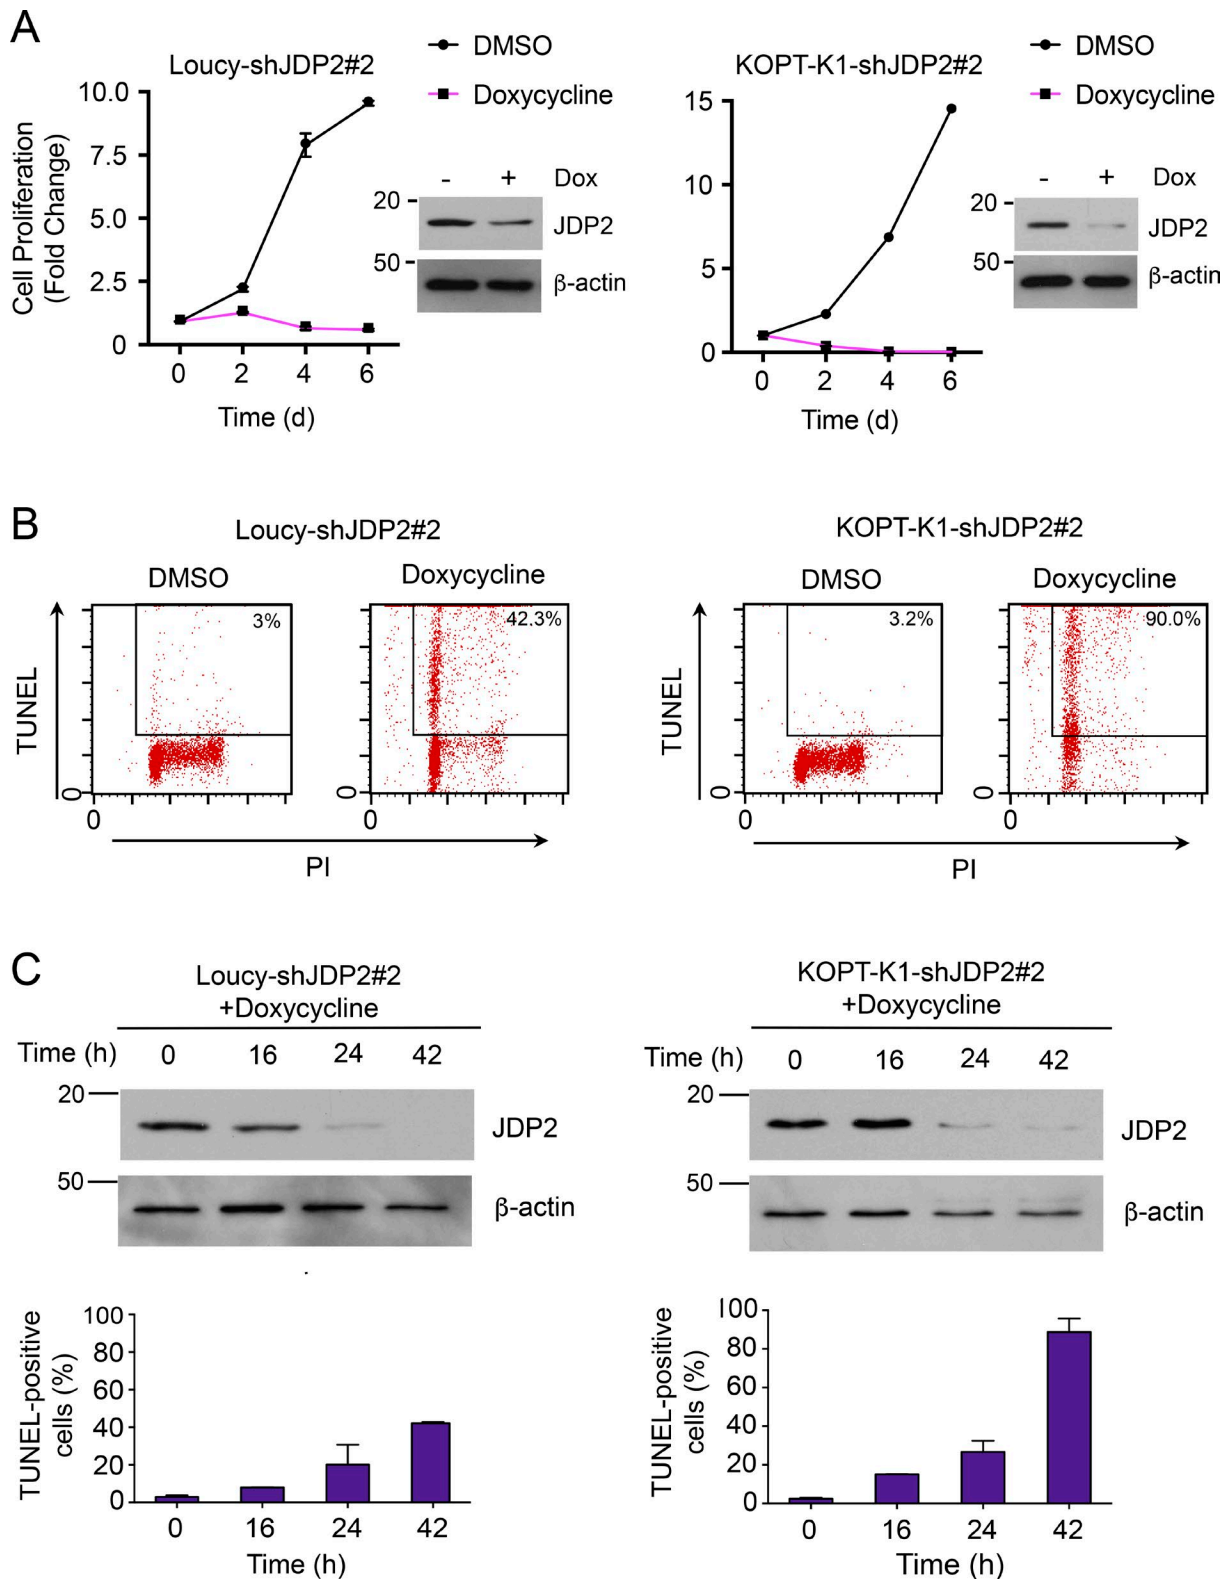 A
Loucy-shJDP2#2
DMSO
Doxycycline
Cell Proliferation
(Fold Change)
10.0
7.5
5.0
2.5
0
0 2 4 6
Time (d)
- + Dox
20
JDP2
50
β-actin
KOPT-K1-shJDP2#2
DMSO
Doxycycline
15
10
5
0
0 2 4 6
Time (d)
- + Dox
20
JDP2
50
β-actin
B
Loucy-shJDP2#2
DMSO
Doxycycline
TUNEL
3%
42.3%
0
0
0
0
PI
KOPT-K1-shJDP2#2
DMSO
Doxycycline
TUNEL
3.2%
90.0%
0
0
0
0
PI
C
Loucy-shJDP2#2
+Doxycycline
Time (h) 0 16 24 42
20
JDP2
50
β-actin
TUNEL-positive
cells (%)
100
80
60
40
20
0
0 16 24 42
Time (h)
KOPT-K1-shJDP2#2
+Doxycycline
Time (h) 0 16 24 42
20
JDP2
50
β-actin
TUNEL-positive
cells (%)
100
80
60
40
20
0
0 16 24 42
Time (h)